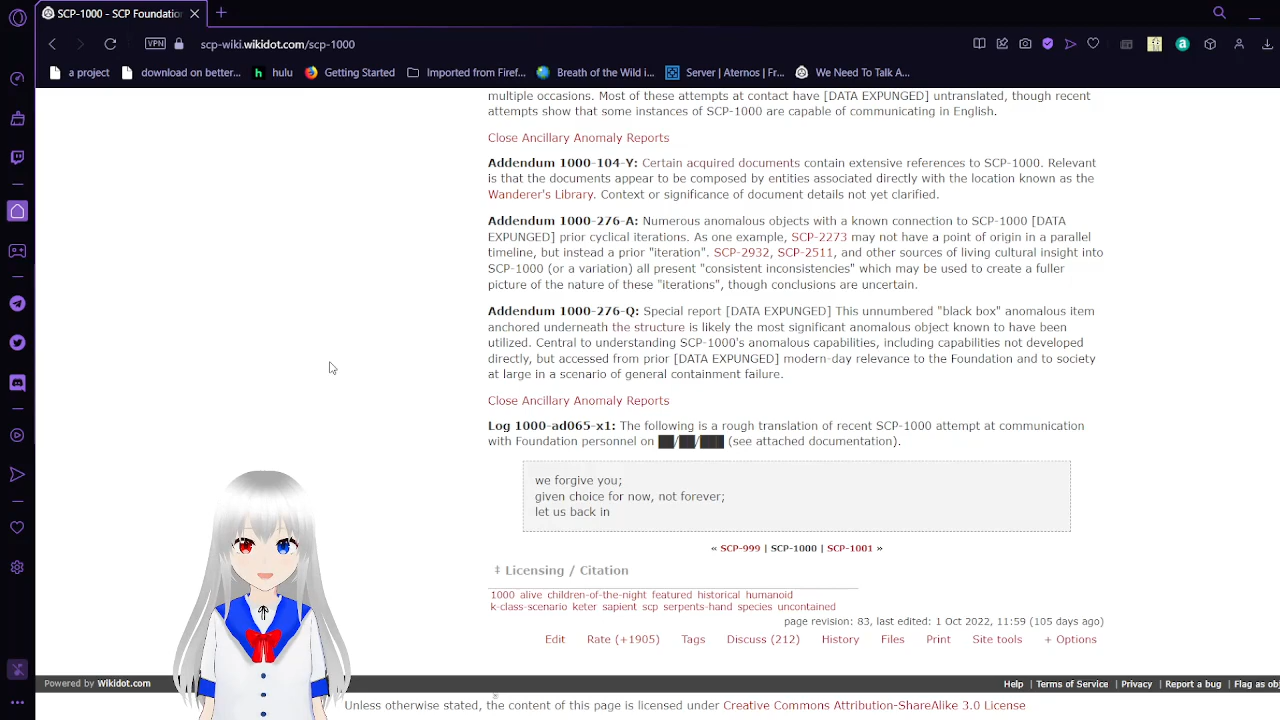 SCP-1000 - SCP Foundation
scp-wiki.wikidot.com/scp-1000
VPN
a project
download on better...
hulu
Getting Started
Imported from Firef...
Breath of the Wild i...
Server | Aternos | Fr...
We Need To Talk A...
multiple occasions. Most of these attempts at contact have [DATA EXPUNGED] untranslated, though recent
attempts show that some instances of SCP-1000 are capable of communicating in English.
Close Ancillary Anomaly Reports
Addendum 1000-104-Y: Certain acquired documents contain extensive references to SCP-1000. Relevant
is that the documents appear to be composed by entities associated directly with the location known as the
Wanderer's Library. Context or significance of document details not yet clarified.
Addendum 1000-276-A: Numerous anomalous objects with a known connection to SCP-1000 [DATA
EXPUNGED] prior cyclical iterations. As one example, SCP-2273 may not have a point of origin in a parallel
timeline, but instead a prior "iteration". SCP-2932, SCP-2511, and other sources of living cultural insight into
SCP-1000 (or a variation) all present "consistent inconsistencies" which may be used to create a fuller
picture of the nature of these "iterations", though conclusions are uncertain.
Addendum 1000-276-Q: Special report [DATA EXPUNGED] This unnumbered "black box" anomalous item
anchored underneath the structure is likely the most significant anomalous object known to have been
utilized. Central to understanding SCP-1000's anomalous capabilities, including capabilities not developed
directly, but accessed from prior [DATA EXPUNGED] modern-day relevance to the Foundation and to society
at large in a scenario of general containment failure.
Close Ancillary Anomaly Reports
Log 1000-ad065-x1: The following is a rough translation of recent SCP-1000 attempt at communication
with Foundation personnel on ██/██/███ (see attached documentation).
we forgive you;
given choice for now, not forever;
let us back in
« SCP-999 | SCP-1000 | SCP-1001 »
‡ Licensing / Citation
1000 alive children-of-the-night featured historical humanoid
k-class-scenario keter sapient scp serpents-hand species uncontained
page revision: 83, last edited: 1 Oct 2022, 11:59 (105 days ago)
Edit Rate (+1905) Tags Discuss (212) History Files Print Site tools + Options
Powered by Wikidot.com
Help | Terms of Service | Privacy | Report a bug | Flag as obj
Unless otherwise stated, the content of this page is licensed under Creative Commons Attribution-ShareAlike 3.0 License